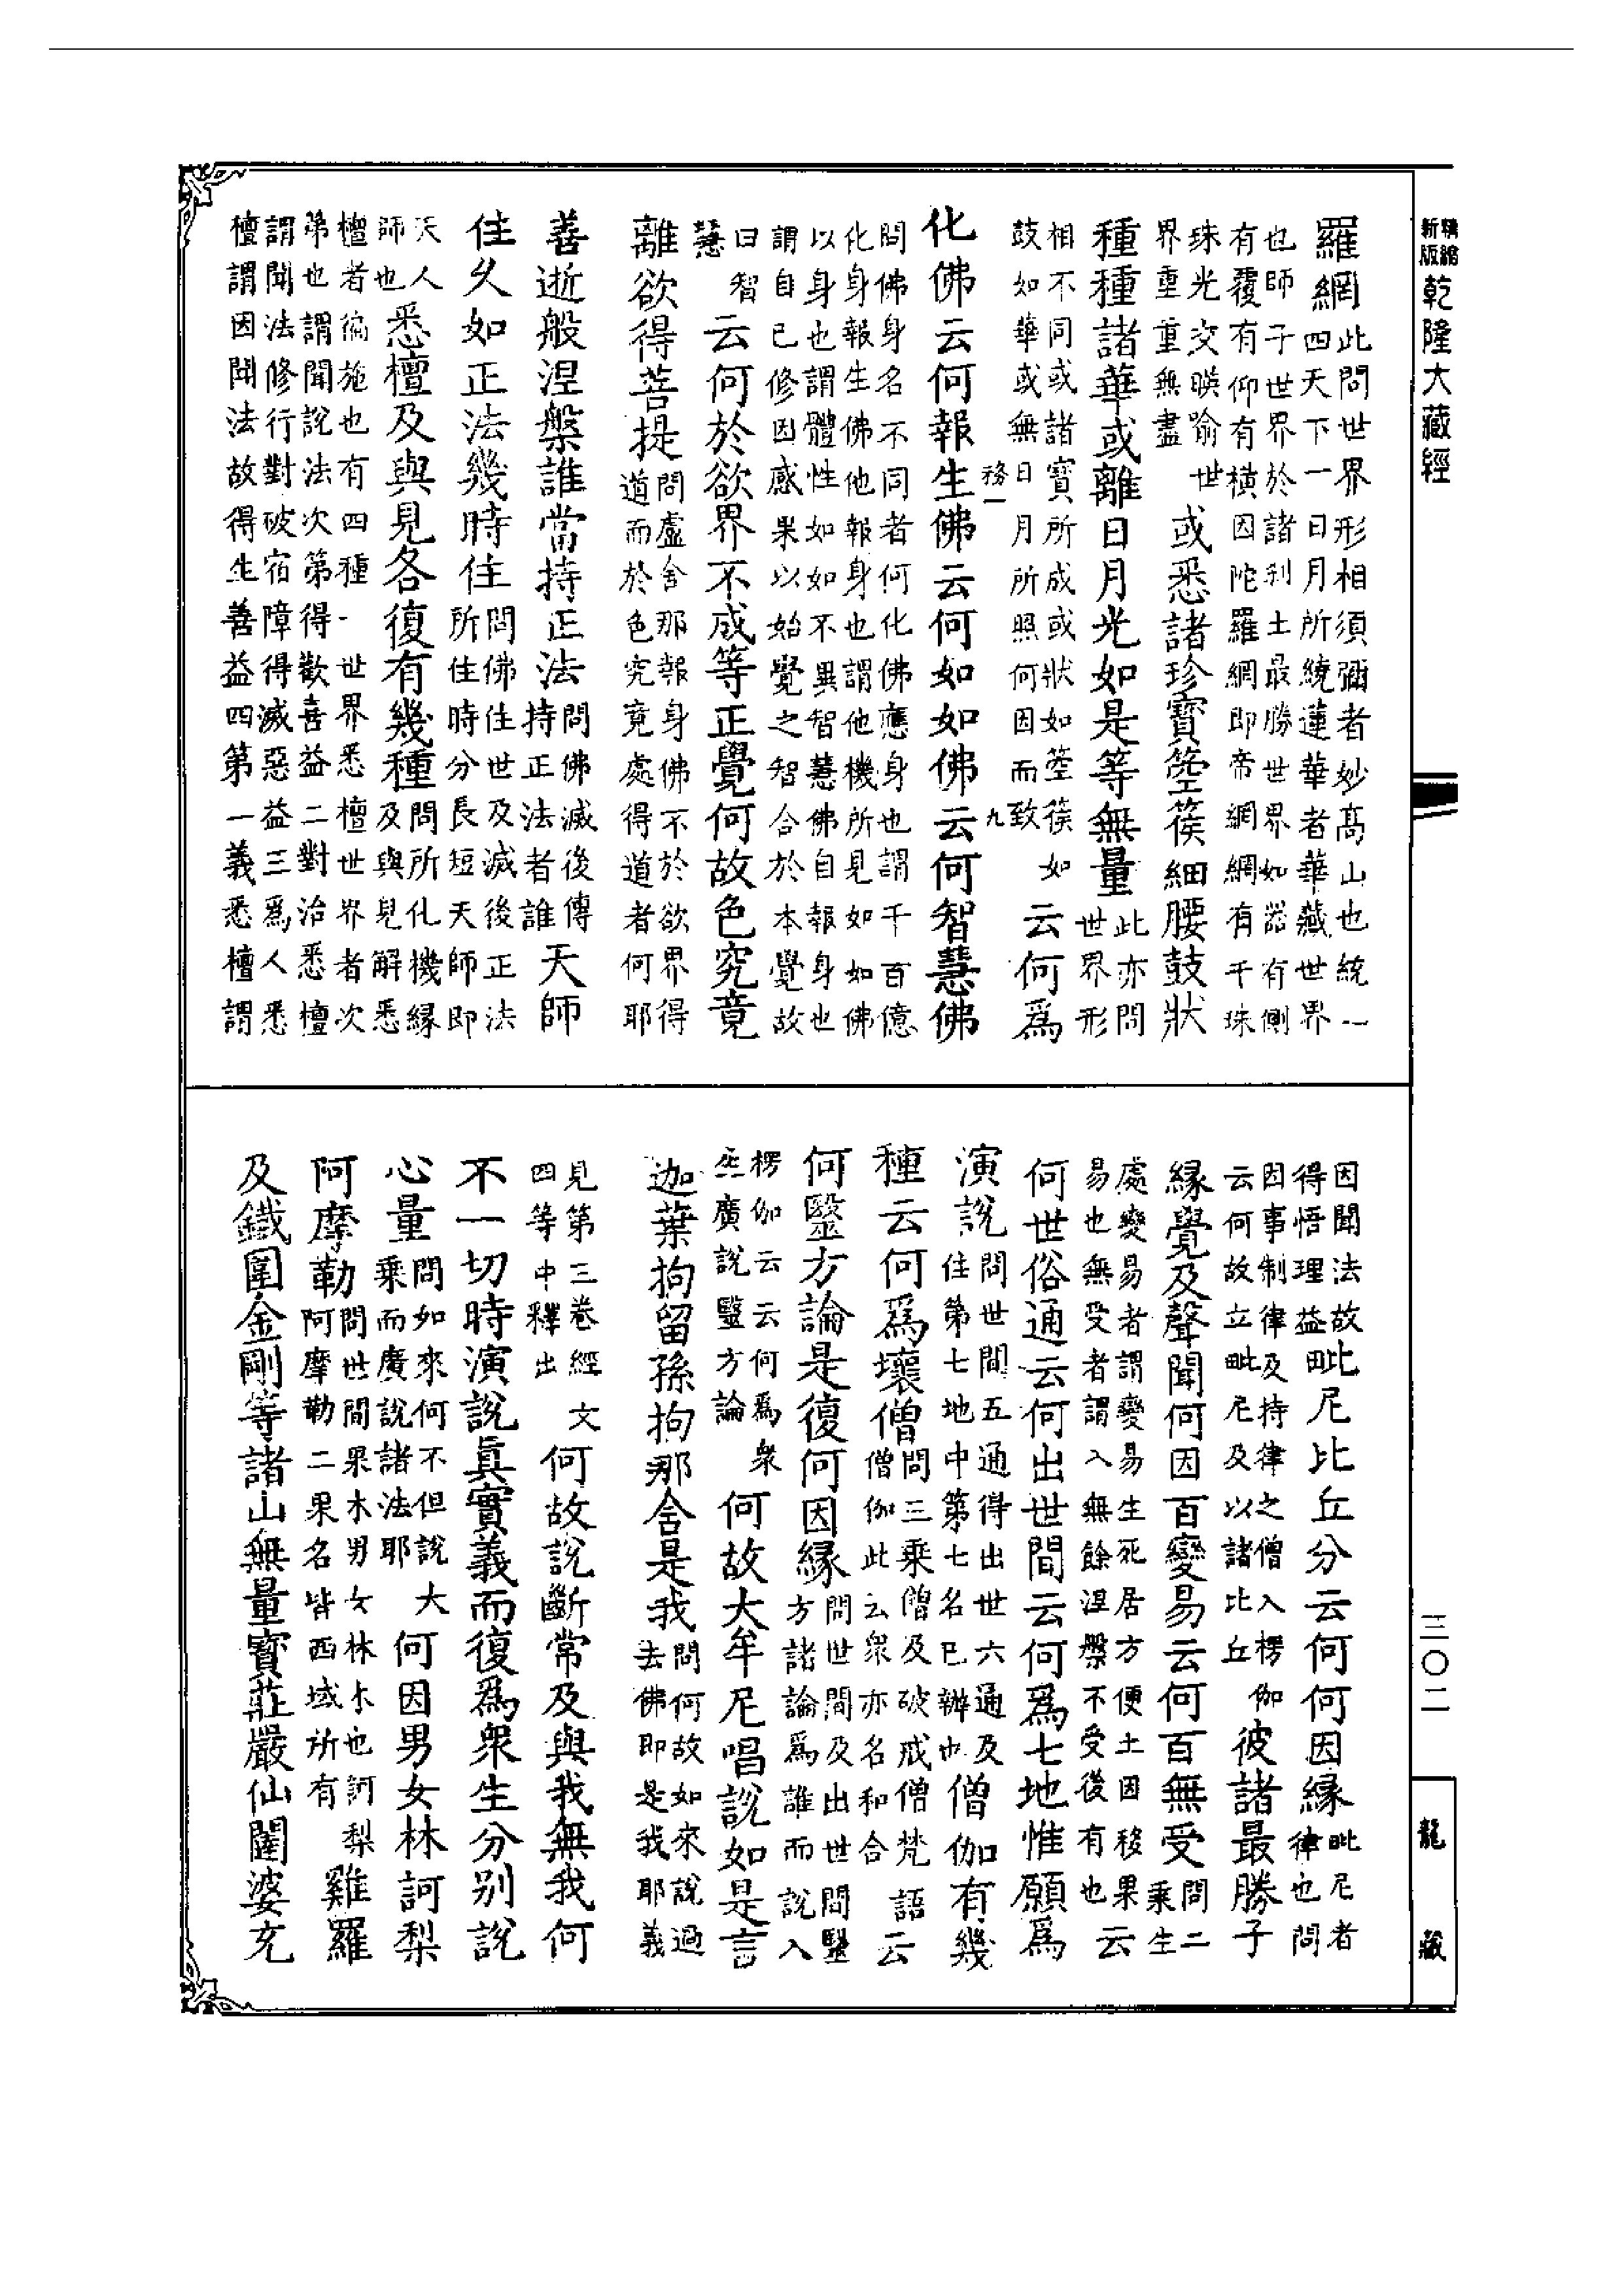 新版精縮乾隆大藏經
羅網此問世界形相須彌者妙高山也統一四天下一日月所繞蓮華者華藏世界
也師子世界於諸刹土最勝世界如器有側有覆有仰有橫因陀羅網即帝網網有千珠
珠光交暎喻世界重重無盡或悉諸珍寶箜篌細腰鼓狀
種種諸華或離日月光如是等無量此亦問世界形
相不同或諸寶所成或狀如箜篌如鼓如華或無日月所照何因而致云何爲
務一 九
化佛云何報生佛云何如如佛云何智慧佛
問佛身名不同者何化佛應身也謂千百億化身報生佛他報身也謂他機所見如如佛
以身也謂體性如如不異智慧佛自報身也謂自已修因感果以始覺之智合於本覺故
曰智慧云何於欲界不成等正覺何故色究竟
離欲得菩提問盧舍那報身佛不於欲界得道而於色究竟處得道者何耶
善逝般涅槃誰當持正法問佛滅後傳持正法者誰天師
住久如正法幾時住問佛住世及滅後正法所住時分長短天師即
天人師也悉檀及與見各復有幾種問所化機緣及與見解悉
檀者徧施也有四種一世界悉檀世界者次弟也謂聞說法次第得歡喜益二對治悉檀
謂聞法修行對破宿障得滅惡益三爲人悉檀謂因聞法故得生善益四第一義悉檀謂
因聞法故得悟理益毗尼比丘分云何何因緣毗尼者律也問
因事制律及持律之僧入楞伽云何故立毗尼及以諸比丘彼諸最勝子
緣覺及聲聞何因百變易云何百無受問二乘生
處變易者謂變易生死居方便土因移果易也無受者謂入無餘涅槃不受後有也云
何世俗通云何出世間云何爲七地惟願爲
演說問世間五通得出世六通及住第七地中第七名已辦也僧伽有幾
種云何爲壞僧問三乘僧及破戒僧梵語僧伽此云衆亦名和合云
何毉方論是復何因緣問世間及出世間毉方諸論爲誰而說入
楞伽云云何爲衆生廣說毉方論何故大牟尼唱說如是言
迦葉拘留孫拘那含是我問何故如來說過去佛即是我耶義
見第三卷經文四等中釋出何故說斷常及與我無我何
不一切時演說眞實義而復爲衆生分別說
心量問如來何不但說大乘而廣說諸法耶何因男女林訶梨
阿摩勒問世間果木男女林木也訶梨阿摩勒二果名皆西域所有雞羅
及鐵圍金剛等諸山無量寶莊嚴仙闥婆充
三〇二
龍藏